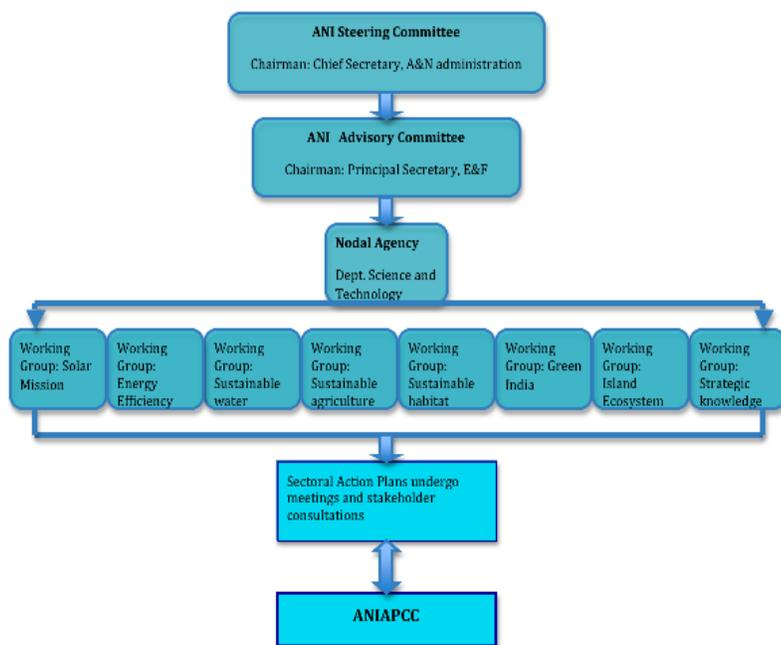 ANI Steering Committee
Chairman: Chief Secretary, A&N administration
ANI Advisory Committee
Chairman: Principal Secretary, E&F
Nodal Agency
Dept. Science and
Technology
Working
Group: Solar
Mission
Working
Group:
Energy
Efficiency
Working
Group:
Sustainable
water
Working
Group:
Sustainable
agriculture
Working
Group:
Sustainable
habitat
Working
Group: Green
India
Working
Group:
Island
Ecosystem
Working
Group:
Strategic
knowledge
Sectoral Action Plans undergo
meetings and stakeholder
consultations
ANIAPCC